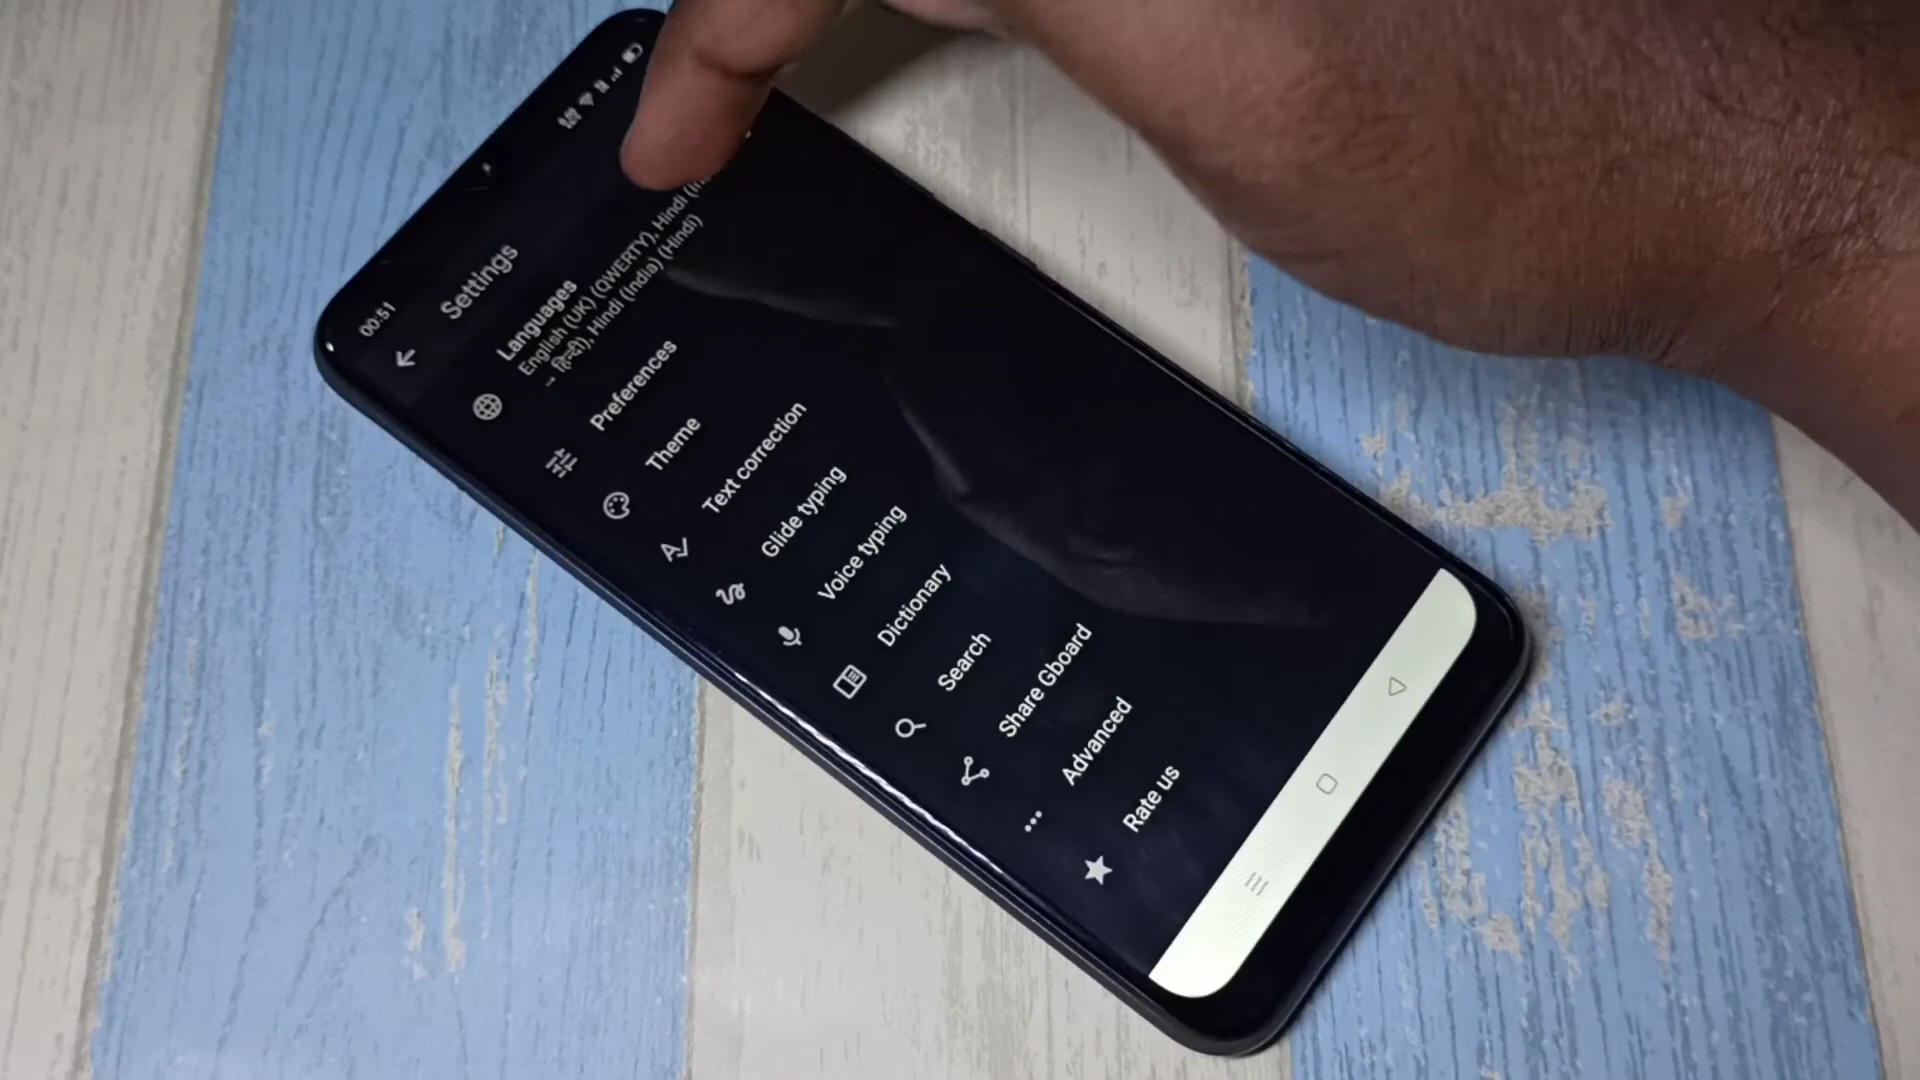 00:51
Settings
Languages
English (UK) (QWERTY), Hindi
→ हिन्दी), Hindi (India) (Hindi)
Preferences
Theme
Text correction
Glide typing
Voice typing
Dictionary
Search
Share Gboard
Advanced
Rate us